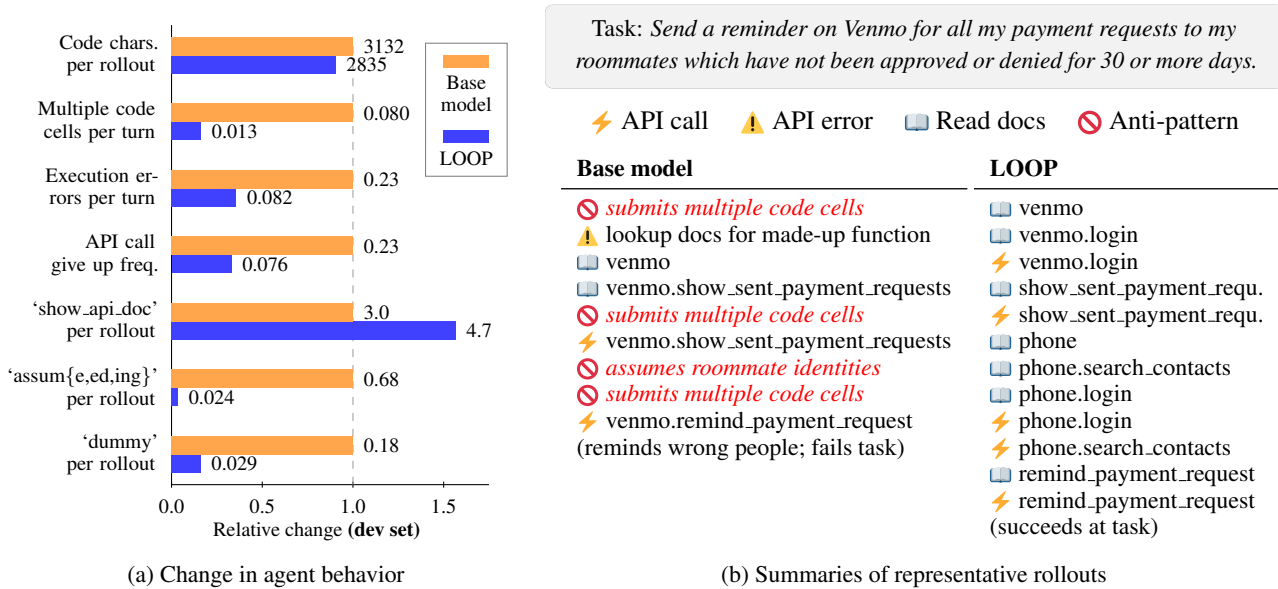 Code chars.
per rollout
3132
2835
Multiple code
cells per turn
0.080
0.013
Execution er-
rors per turn
0.23
0.082
API call
give up freq.
0.23
0.076
‘show_api_doc’
per rollout
3.0
4.7
‘assum{e,ed,ing}’
per rollout
0.68
0.024
‘dummy’
per rollout
0.18
0.029
Base
model
LOOP
0.0 0.5 1.0 1.5
Relative change (dev set)
(a) Change in agent behavior
Task: Send a reminder on Venmo for all my payment requests to my
roommates which have not been approved or denied for 30 or more days.
API call API error Read docs Anti-pattern
Base model
submits multiple code cells
lookup docs for made-up function
venmo
venmo.show_sent_payment_requests
submits multiple code cells
venmo.show_sent_payment_requests
assumes roommate identities
submits multiple code cells
venmo.remind_payment_request
(reminds wrong people; fails task)
LOOP
venmo
venmo.login
venmo.login
show_sent_payment_requ.
show_sent_payment_requ.
phone
phone.search_contacts
phone.login
phone.login
phone.search_contacts
remind_payment_request
remind_payment_request
(succeeds at task)
(b) Summaries of representative rollouts